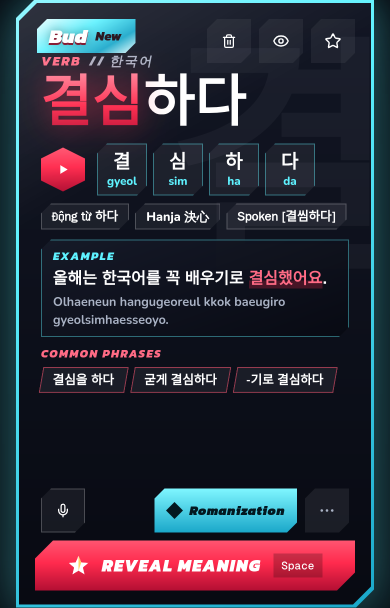 Bud New
VERB // 한국어
결심하다
결 심 하 다
gyeol sim ha da
Động từ 하다 Hanja 決心 Spoken [결씸하다]
EXAMPLE
올해는 한국어를 꼭 배우기로 결심했어요.
Olhaeneun hangugeoreul kkok baeugiro
gyeolsimhaesseoyo.
COMMON PHRASES
결심을 하다 굳게 결심하다 -기로 결심하다
Romanization
REVEAL MEANING Space